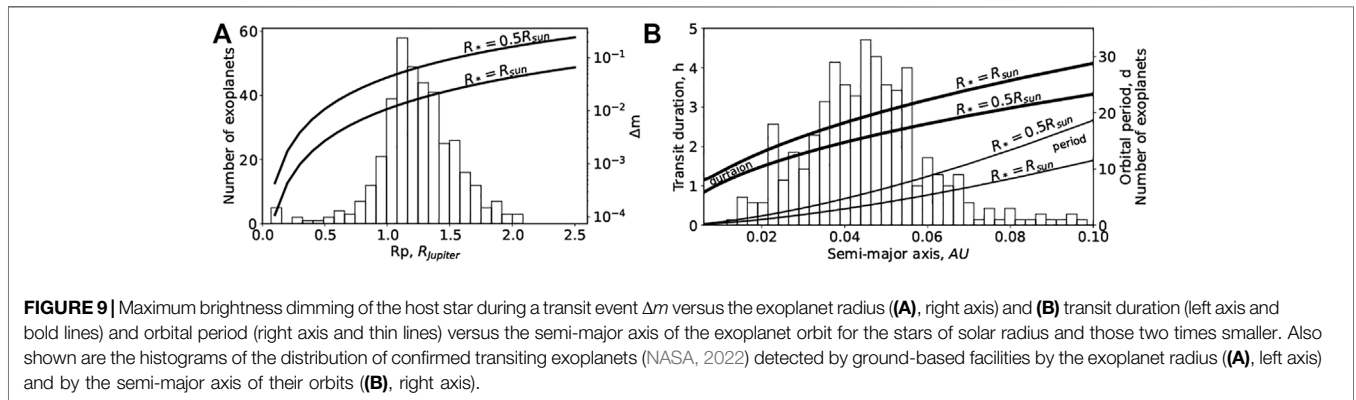 A
Number of exoplanets
60
40
20
0
0.0 0.5 1.0 1.5 2.0 2.5
Rp, R_Jupiter
10⁻¹
10⁻²
10⁻³
10⁻⁴
Δm
R* = 0.5R_sun
R* = R_sun
B
Transit duration, h
5
4
3
2
1
0
0.02 0.04 0.06 0.08 0.10
Semi-major axis, AU
30
20
10
0
Orbital period, d
Number of exoplanets
R* = R_sun
R* = 0.5R_sun
R* = 0.5R_sun
period
R* = R_sun
durtaion
FIGURE 9 | Maximum brightness dimming of the host star during a transit event Δm versus the exoplanet radius ((A), right axis) and (B) transit duration (left axis and
bold lines) and orbital period (right axis and thin lines) versus the semi-major axis of the exoplanet orbit for the stars of solar radius and those two times smaller. Also
shown are the histograms of the distribution of confirmed transiting exoplanets (NASA, 2022) detected by ground-based facilities by the exoplanet radius ((A), left axis)
and by the semi-major axis of their orbits ((B), right axis).